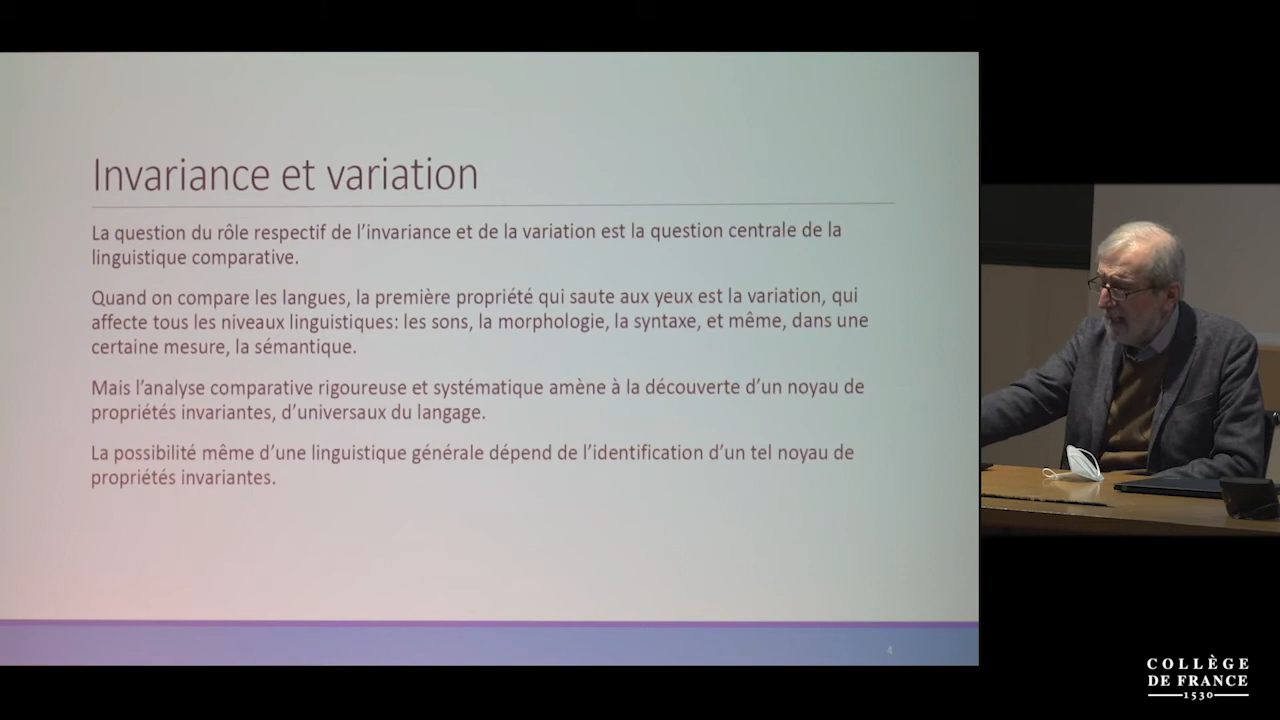 Invariance et variation
La question du rôle respectif de l’invariance et de la variation est la question centrale de la
linguistique comparative.
Quand on compare les langues, la première propriété qui saute aux yeux est la variation, qui
affecte tous les niveaux linguistiques: les sons, la morphologie, la syntaxe, et même, dans une
certaine mesure, la sémantique.
Mais l’analyse comparative rigoureuse et systématique amène à la découverte d’un noyau de
propriétés invariantes, d’universaux du langage.
La possibilité même d’une linguistique générale dépend de l’identification d’un tel noyau de
propriétés invariantes.
4
COLLÈGE
DE FRANCE
1530